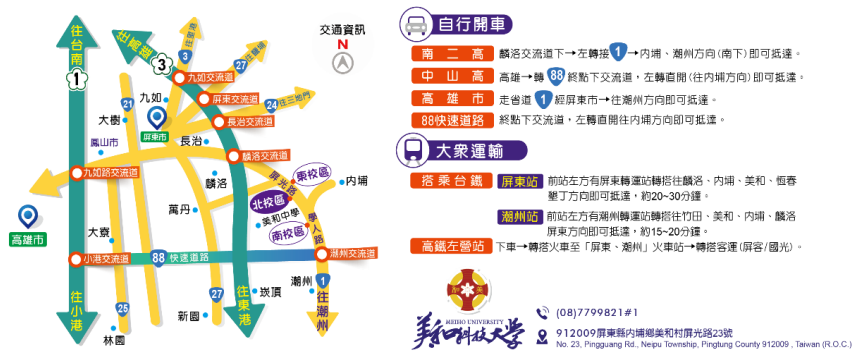 交通資訊
N
往台南
往高雄
往里港
往鹽埔
往三地門
1
3
3
27
24
21
九如交流道
屏東交流道
長治交流道
麟洛交流道
九如
大樹
屏東市
鳳山市
長治
九如路交流道
麟洛
屏光路
東校區
內埔
北校區
美和中學
萬丹
學人路
南校區
高雄市
大寮
小港交流道
88
快速道路
潮州交流道
潮州
1
往潮州
往小港
25
林園
27
新園
往東港
崁頂
自行開車
南二高 麟洛交流道下→左轉接1→內埔、潮州方向(南下)即可抵達。
中山高 高雄→轉88終點下交流道，左轉直開(往內埔方向)即可抵達。
高雄市 走省道1經屏東市→往潮州方向即可抵達。
88快速道路 終點下交流道，左轉直開往內埔方向即可抵達。
大眾運輸
搭乘台鐵 屏東站 前站左方有屏東轉運站轉搭往麟洛、內埔、美和、恆春
墾丁方向即可抵達，約20~30分鐘。
潮州站 前站左方有潮州轉運站轉搭往竹田、美和、內埔、麟洛
屏東方向即可抵達，約15~20分鐘。
高鐵左營站 下車→轉搭火車至「屏東、潮州」火車站→轉搭客運(屏客/國光)。
MEIHO UNIVERSITY
美和科技大學
(08)7799821#1
912009屏東縣內埔鄉美和村屏光路23號
No. 23, Pingguang Rd., Neipu Township, Pingtung County 912009 , Taiwan (R.O.C.)